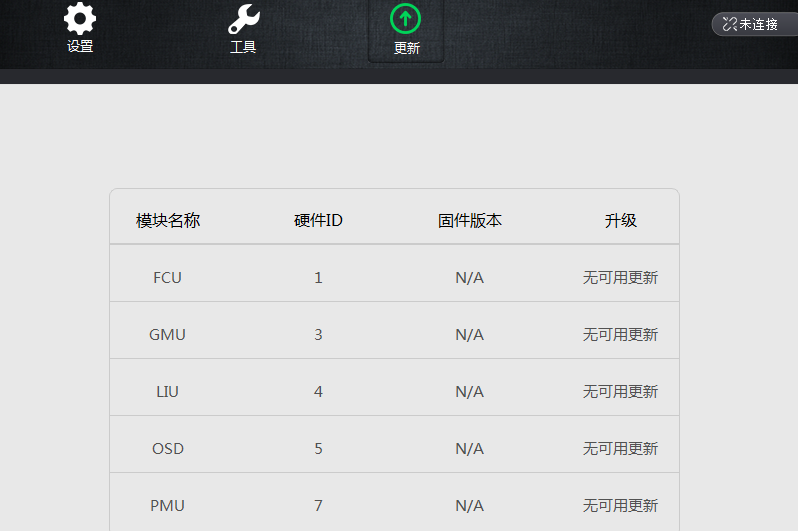 设置 工具 更新 未连接
模块名称 硬件ID 固件版本 升级
FCU 1 N/A 无可用更新
GMU 3 N/A 无可用更新
LIU 4 N/A 无可用更新
OSD 5 N/A 无可用更新
PMU 7 N/A 无可用更新